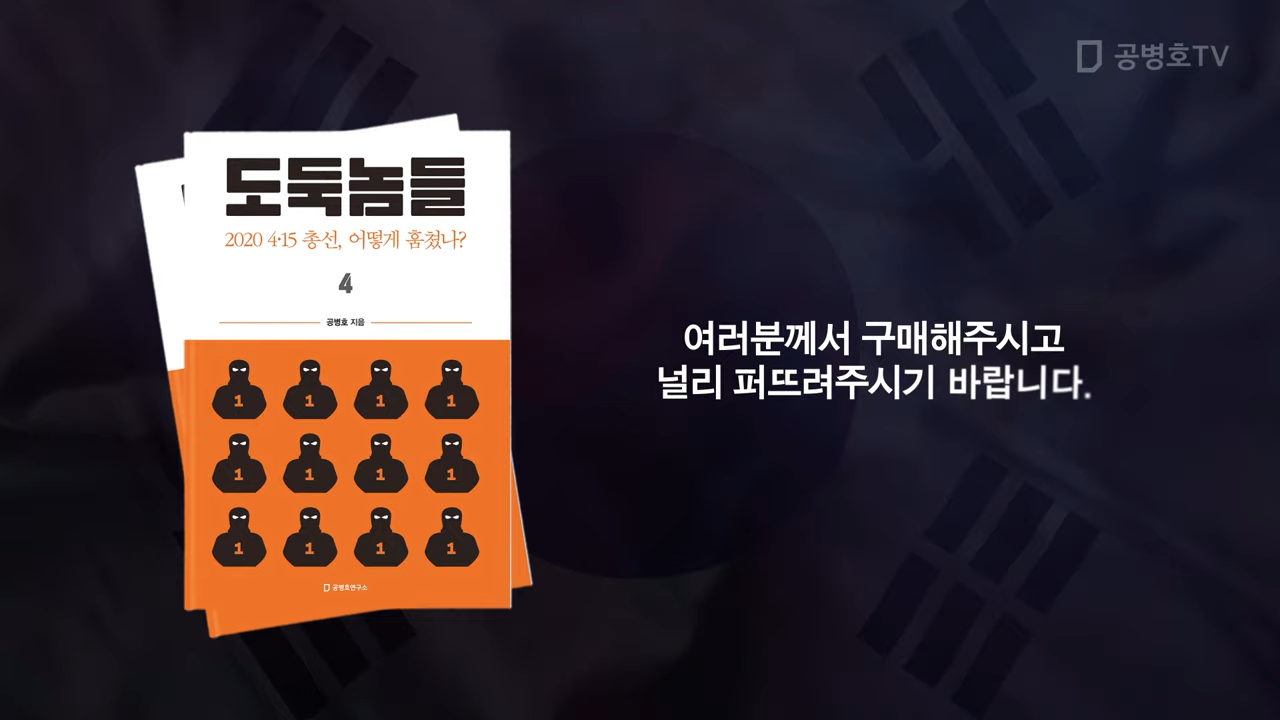 공병호TV
도둑놈들
2020 4·15 총선, 어떻게 훔쳤나?
4
공병호 지음
1 1 1 1
1 1 1 1
1 1 1 1
공병호연구소
여러분께서 구매해주시고
널리 퍼뜨려주시기 바랍니다.